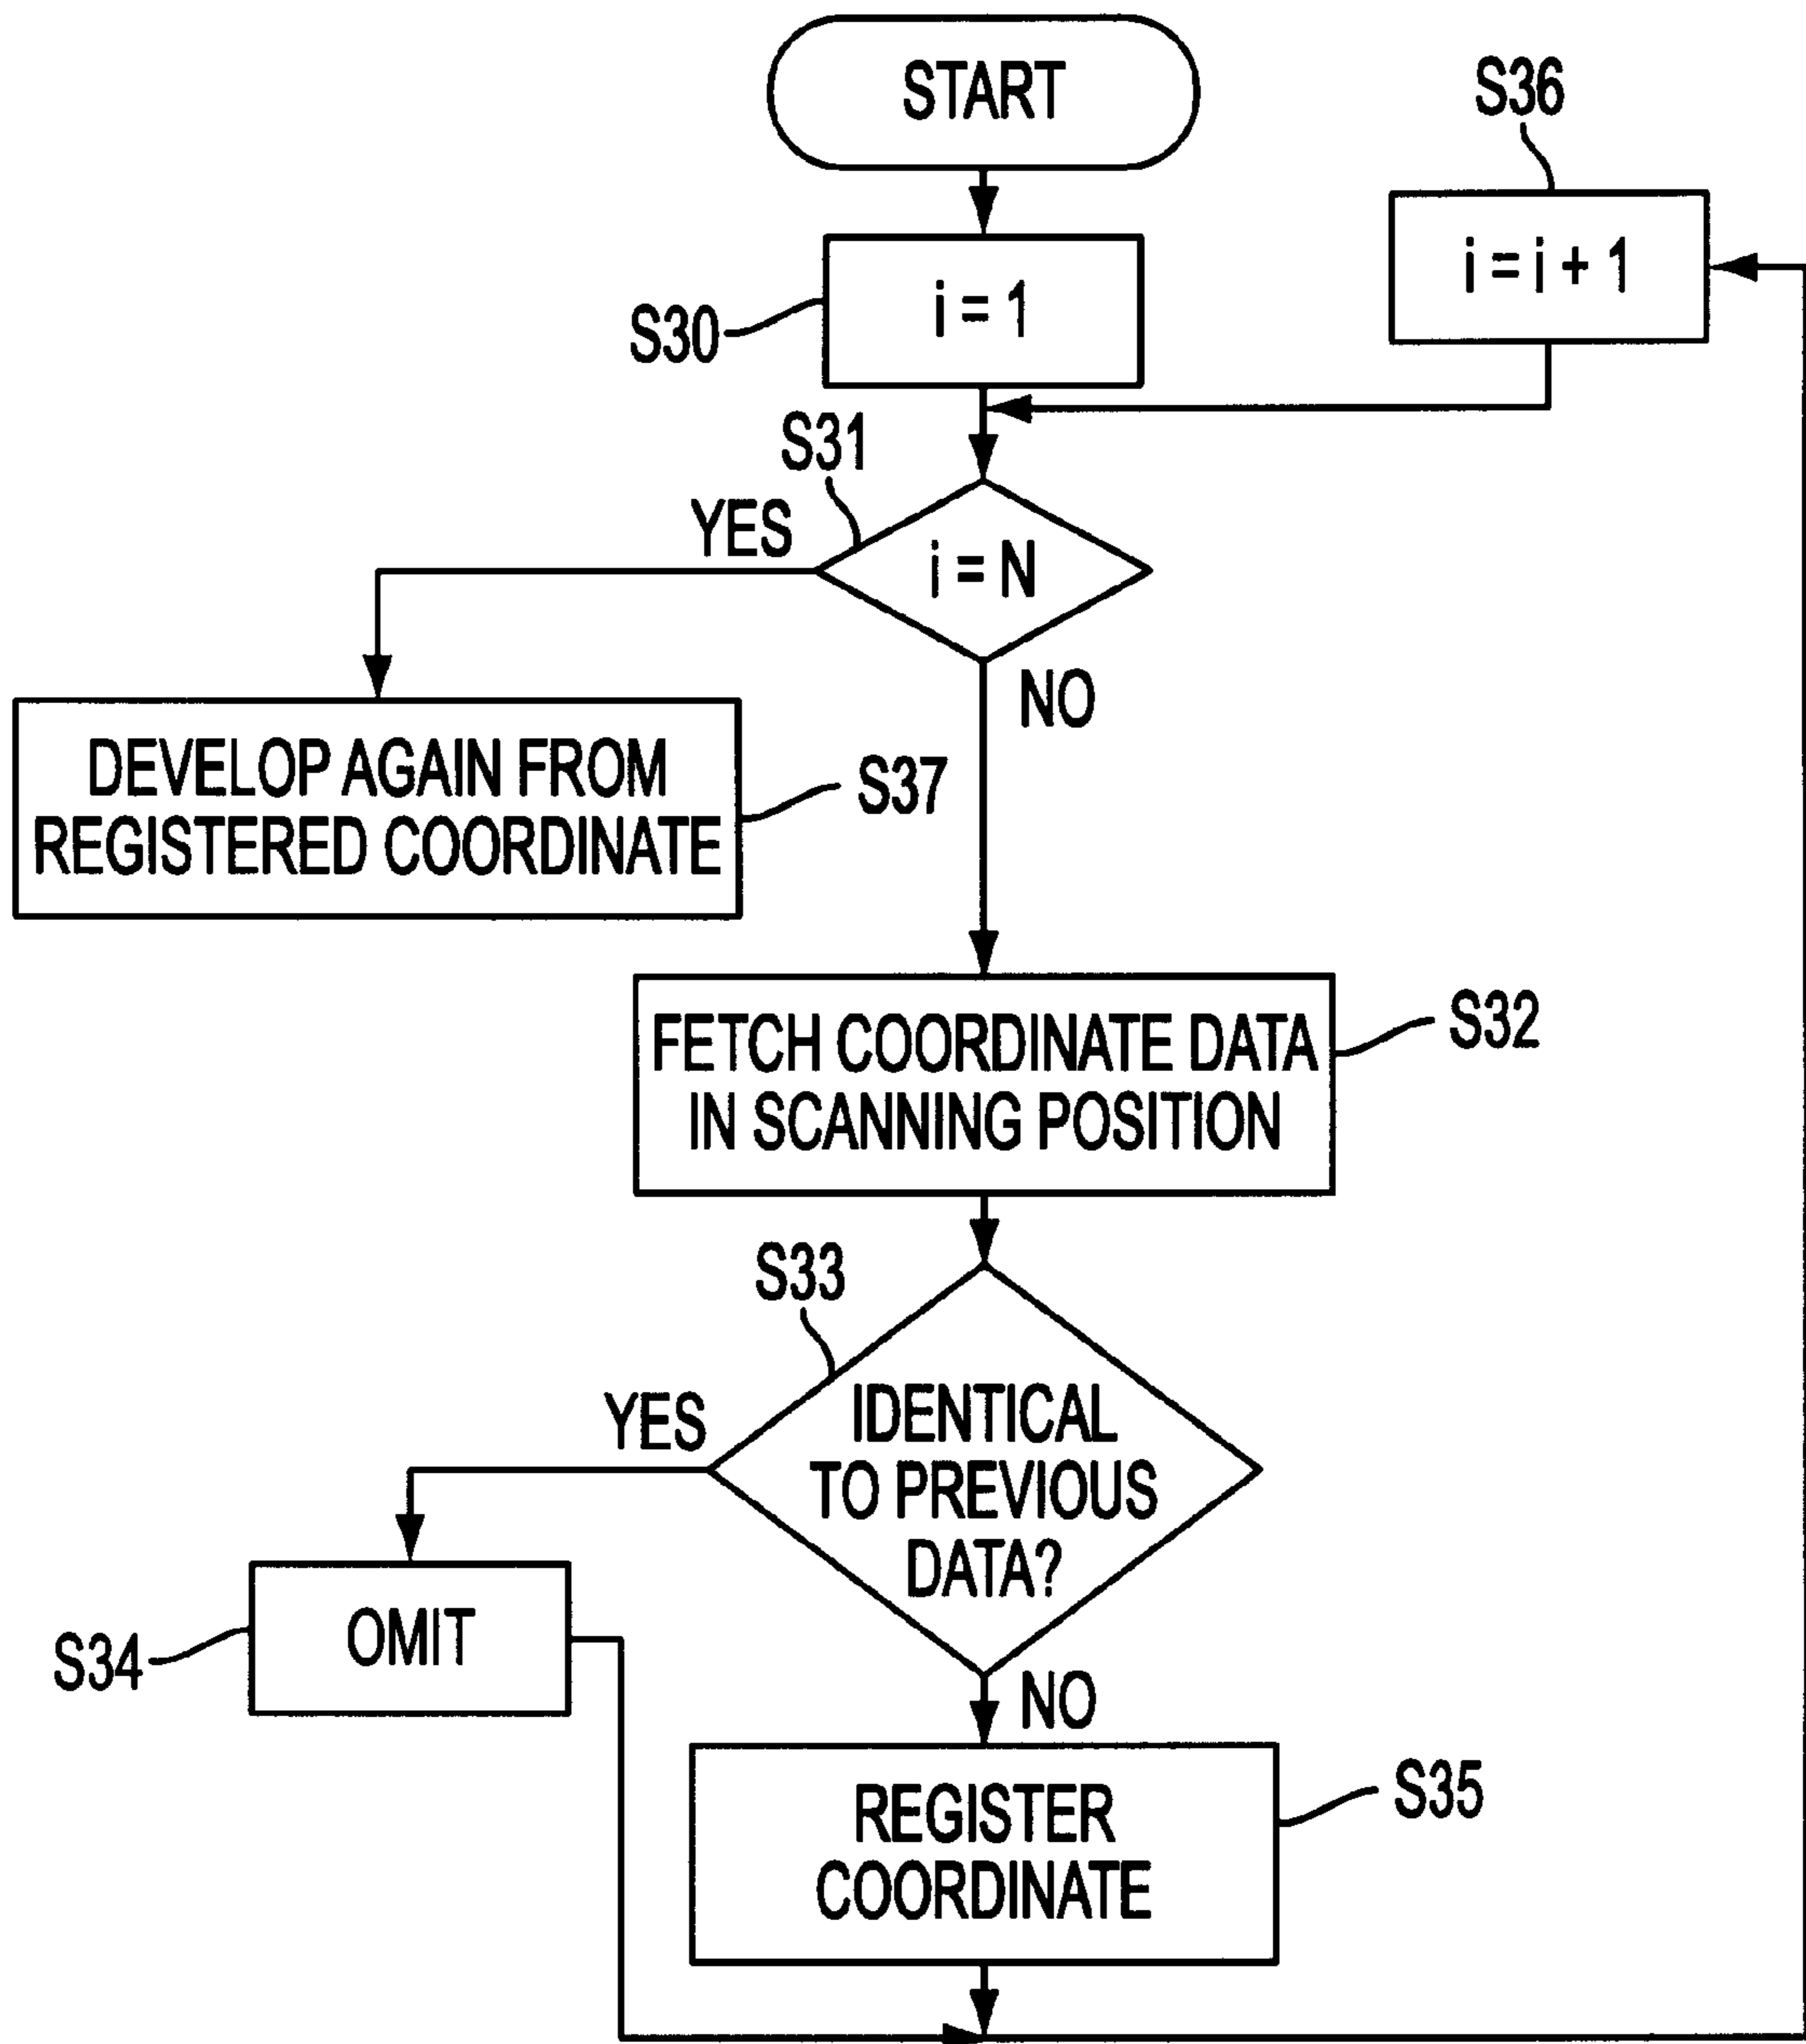 START
S36
i = i + 1
i = 1
S30
S31
YES
i = N
NO
DEVELOP AGAIN FROM
REGISTERED COORDINATE
S37
FETCH COORDINATE DATA
IN SCANNING POSITION
S32
S33
YES
IDENTICAL
TO PREVIOUS
DATA?
OMIT
S34
NO
REGISTER
COORDINATE
S35